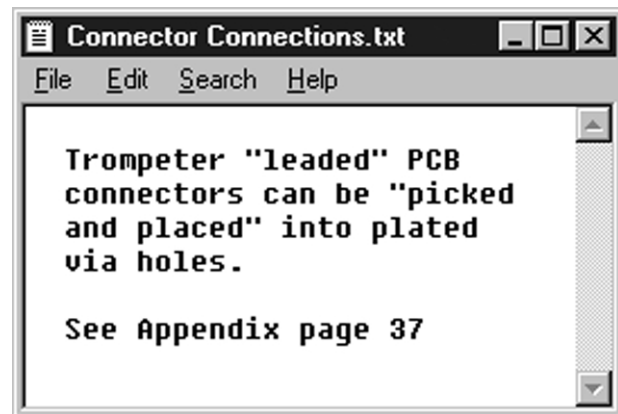 Connector Connections.txt
File Edit Search Help
Trompeter "leaded" PCB
connectors can be "picked
and placed" into plated
via holes.
See Appendix page 37